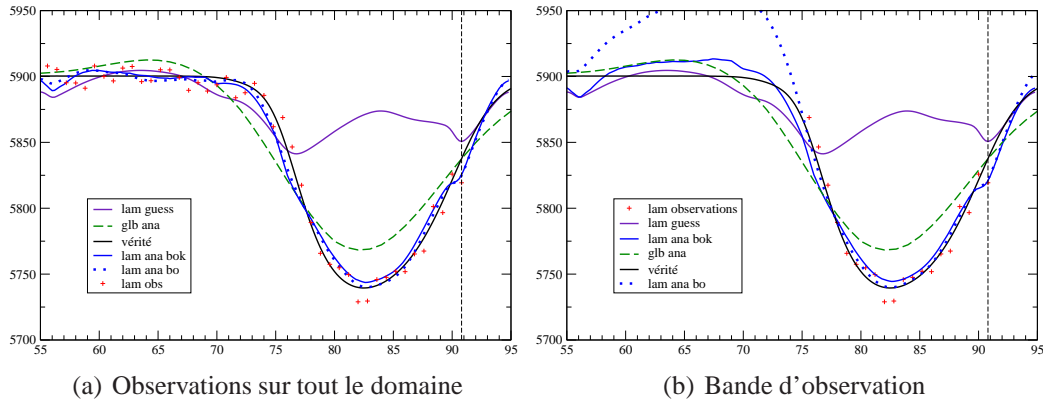 5950
5900
5850
5800
5750
5700
55 60 65 70 75 80 85 90 95
lam guess
glb ana
vérité
lam ana bok
lam ana bo
lam obs
(a) Observations sur tout le domaine
5950
5900
5850
5800
5750
5700
55 60 65 70 75 80 85 90 95
lam observations
lam guess
lam ana bok
glb ana
vérité
lam ana bo
(b) Bande d'observation